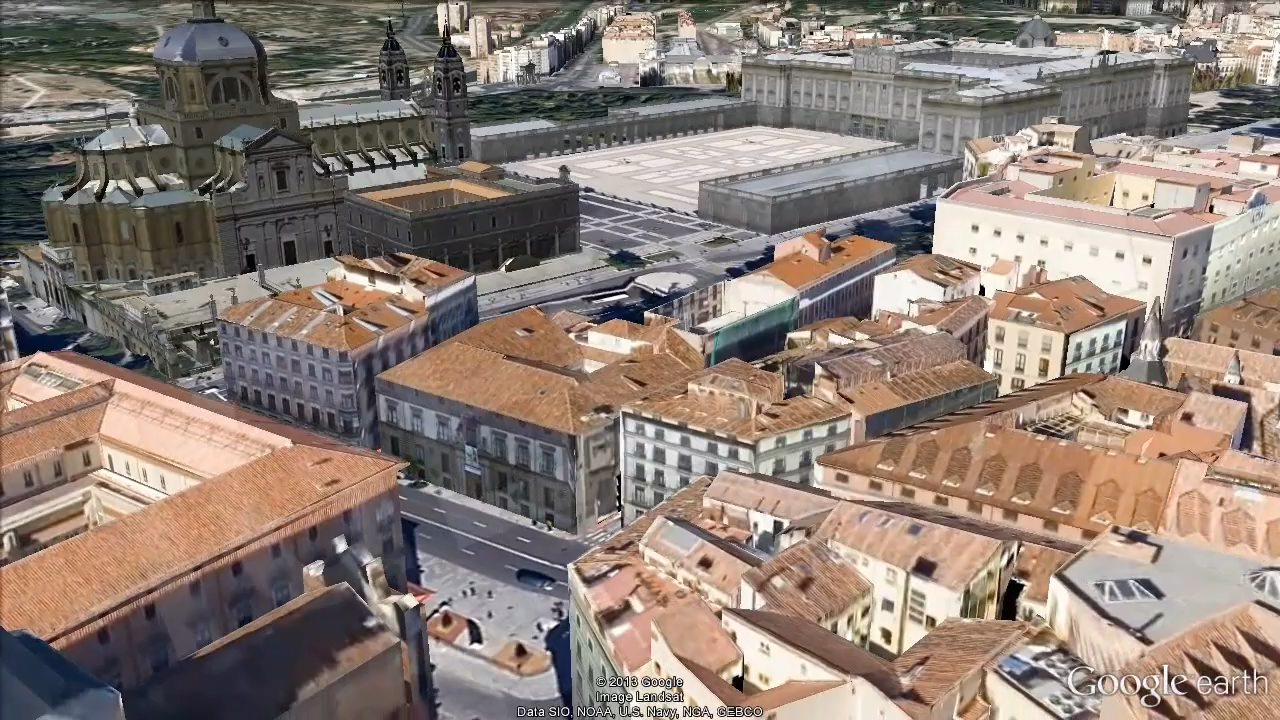 © 2013 Google
Image Landsat
Data SIO, NOAA, U.S. Navy, NGA, GEBCO
Google earth